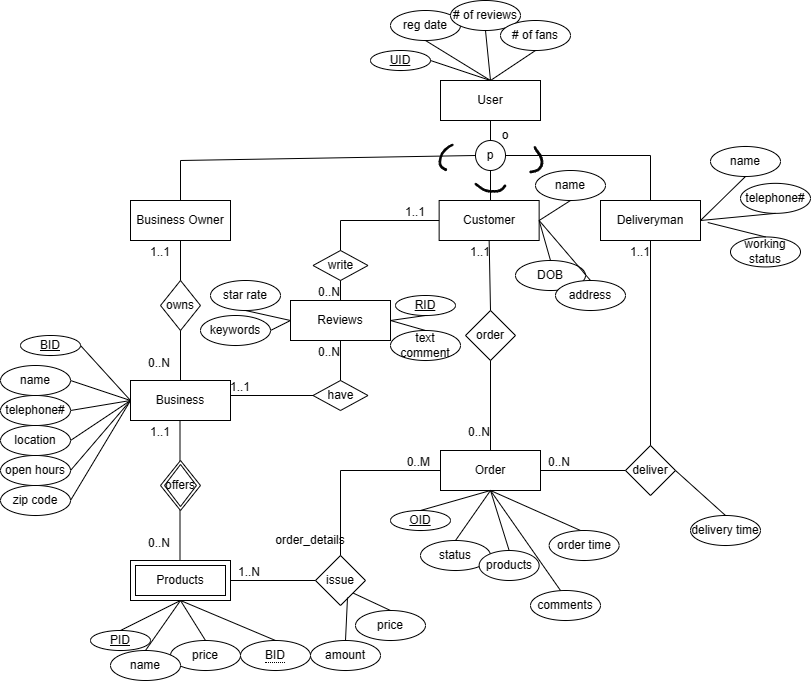 # of reviews
reg date
# of fans
UID
User
o
p
name
telephone#
working
status
Business Owner
Customer
Deliveryman
name
DOB
address
1..1
1..1
1..1
1..1
write
owns
0..N
star rate
keywords
Reviews
RID
text
comment
order
BID
0..N
0..N
name
telephone#
location
open hours
zip code
Business
1..1
have
1..1
0..N
offers
0..M
Order
0..N
deliver
OID
status
products
order time
comments
delivery time
0..N
order_details
Products
1..N
issue
PID
name
price
BID
amount
price